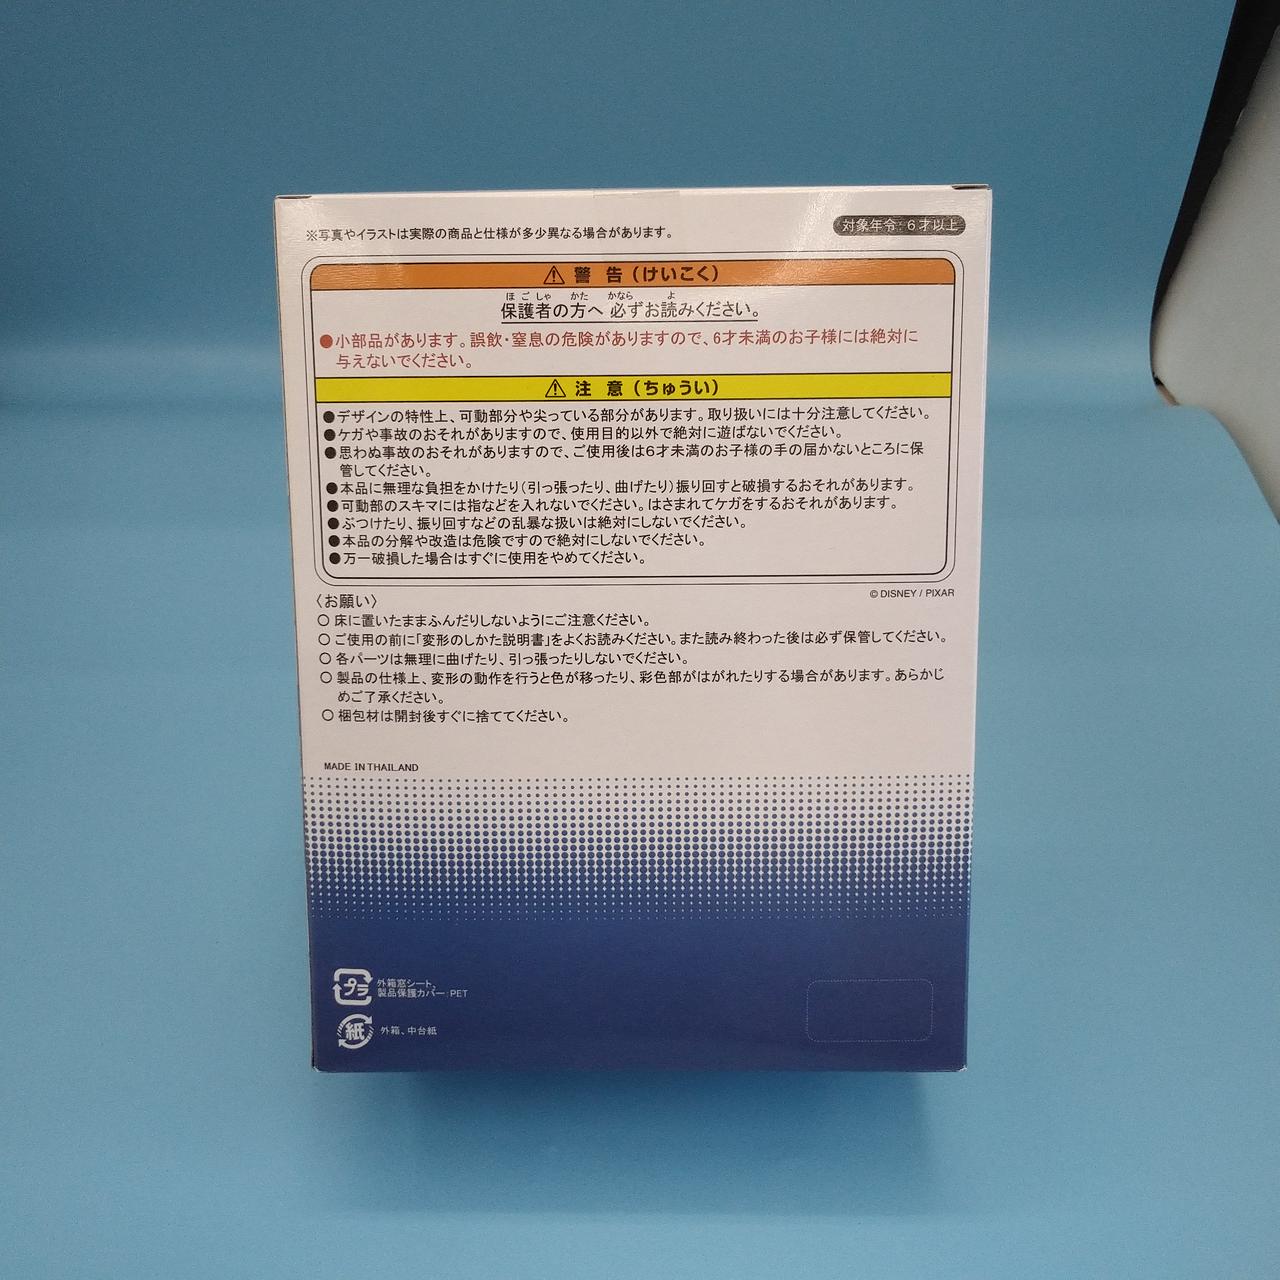 ※写真やイラストは実際の商品と仕様が多少異なる場合があります。
対象年令:6才以上
⚠ 警 告(けいこく)
ほ ご しゃ かた かなら よ
保護者の方へ 必ずお読みください。
●小部品があります。誤飲・窒息の危険がありますので、6才未満のお子様には絶対に
与えないでください。
⚠ 注 意(ちゅうい)
●デザインの特性上、可動部分や尖っている部分があります。取り扱いには十分注意してください。
●ケガや事故のおそれがありますので、使用目的以外で絶対に遊ばないでください。
●思わぬ事故のおそれがありますので、ご使用後は6才未満のお子様の手の届かないところに保
管してください。
●本品に無理な負担をかけたり(引っ張ったり、曲げたり)振り回すと破損するおそれがあります。
●可動部のスキマには指などを入れないでください。はさまれてケガをするおそれがあります。
●ぶつけたり、振り回すなどの乱暴な扱いは絶対にしないでください。
●本品の分解や改造は危険ですので絶対にしないでください。
●万一破損した場合はすぐに使用をやめてください。
© DISNEY / PIXAR
〈お願い〉
○ 床に置いたままふんだりしないようにご注意ください。
○ ご使用の前に「変形のしかた説明書」をよくお読みください。また読み終わった後は必ず保管してください。
○ 各パーツは無理に曲げたり、引っ張ったりしないでください。
○ 製品の仕様上、変形の動作を行うと色が移ったり、彩色部がはがれたりする場合があります。あらかじ
めご了承ください。
○ 梱包材は開封後すぐに捨ててください。
MADE IN THAILAND
プラ
外箱窓シート、
製品保護カバー:PET
紙
外箱、中台紙